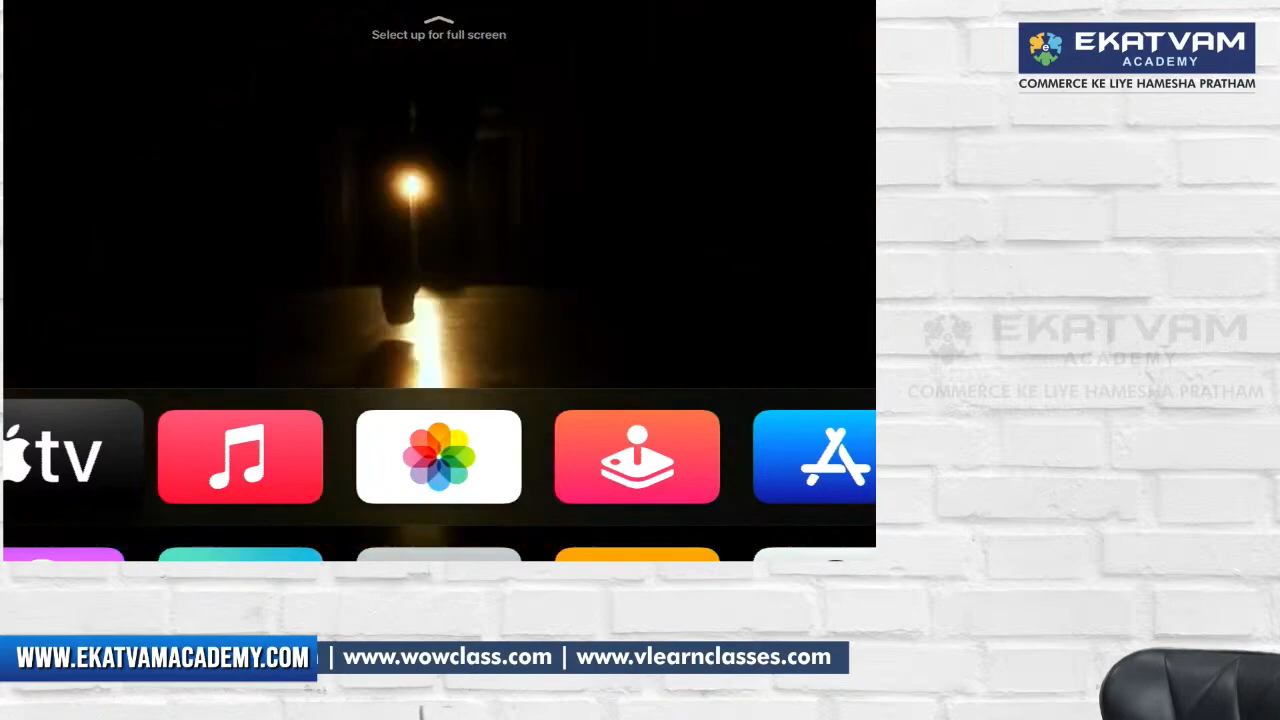 Select up for full screen
EKATVAM
ACADEMY
COMMERCE KE LIYE HAMESHA PRATHAM
EKATVAM
ACADEMY
COMMERCE KE LIYE HAMESHA PRATHAM
tv
WWW.EKATVAMACADEMY.COM | www.wowclass.com | www.vlearnclasses.com